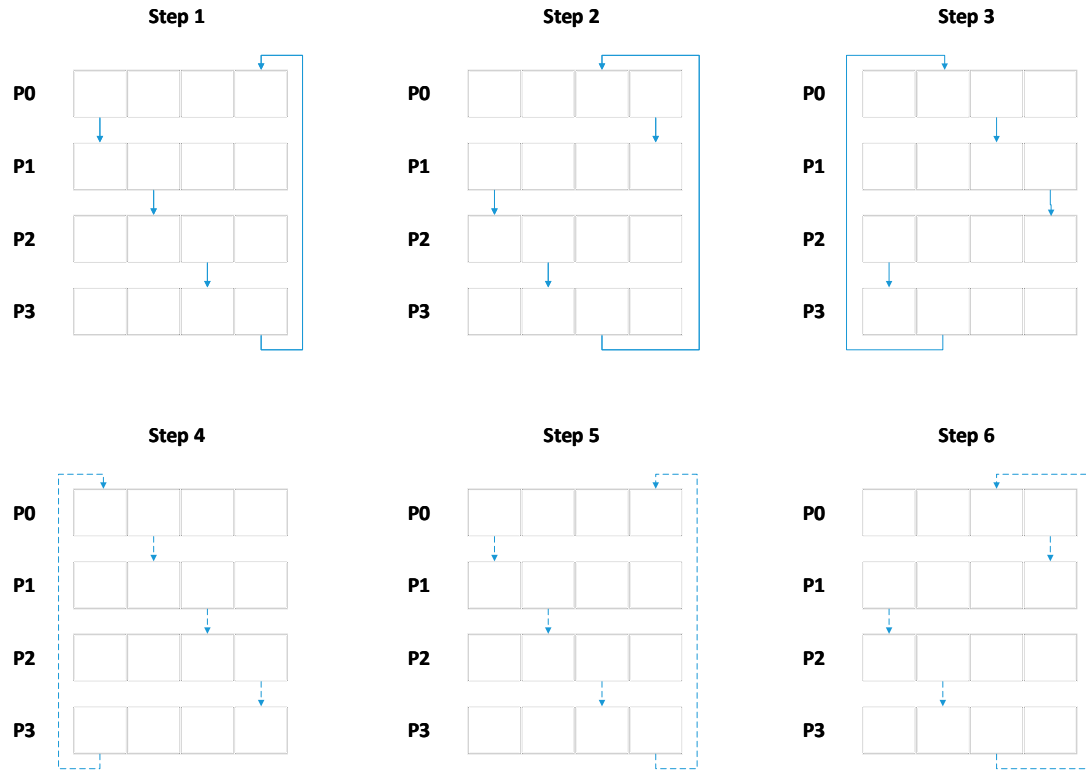 Step 1 Step 2 Step 3
P0 P0 P0
P1 P1 P1
P2 P2 P2
P3 P3 P3
Step 4 Step 5 Step 6
P0 P0 P0
P1 P1 P1
P2 P2 P2
P3 P3 P3